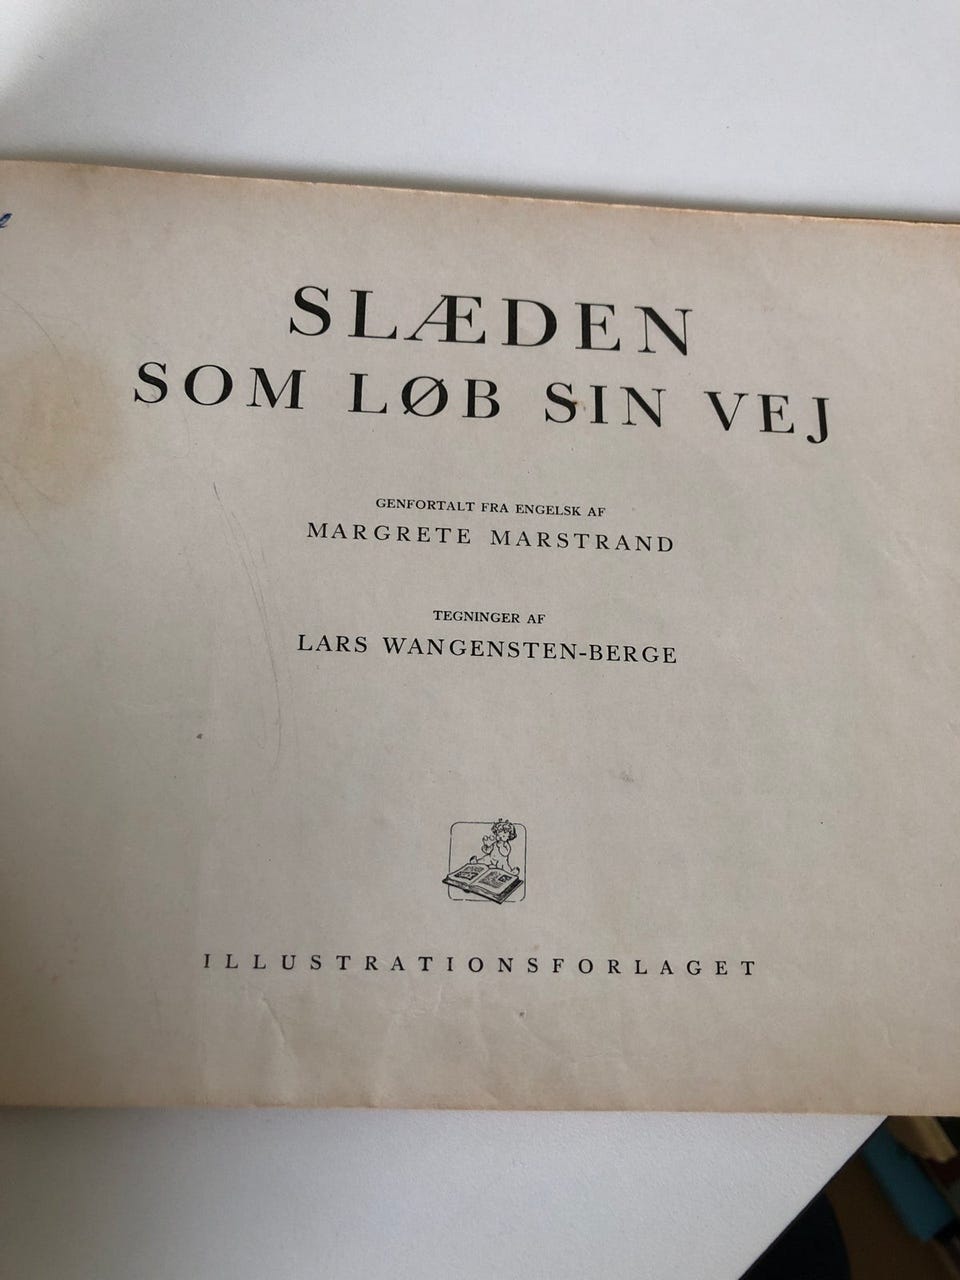 SLÆDEN
SOM LØB SIN VEJ
GENFORTALT FRA ENGELSK AF
MARGRETE MARSTRAND
TEGNINGER AF
LARS WANGENSTEN-BERGE
ILLUSTRATIONSFORLAGET